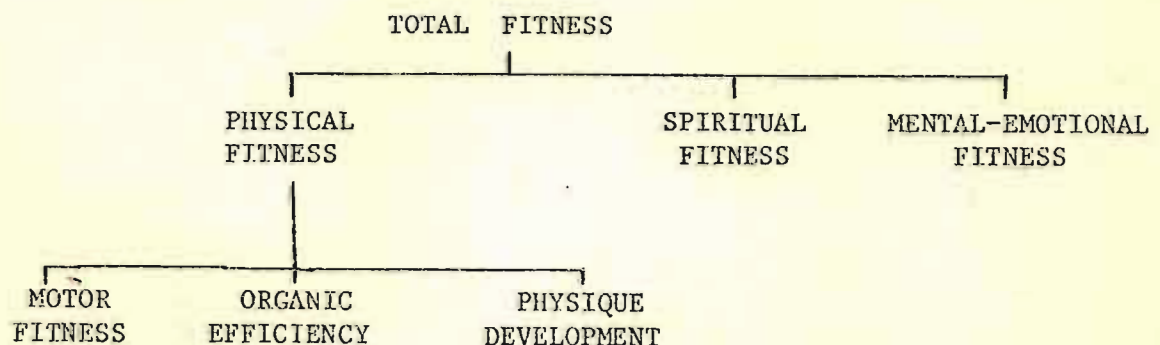 TOTAL FITNESS
PHYSICAL
FITNESS
SPIRITUAL
FITNESS
MENTAL-EMOTIONAL
FITNESS
MOTOR
FITNESS
ORGANIC
EFFICIENCY
PHYSIQUE
DEVELOPMENT